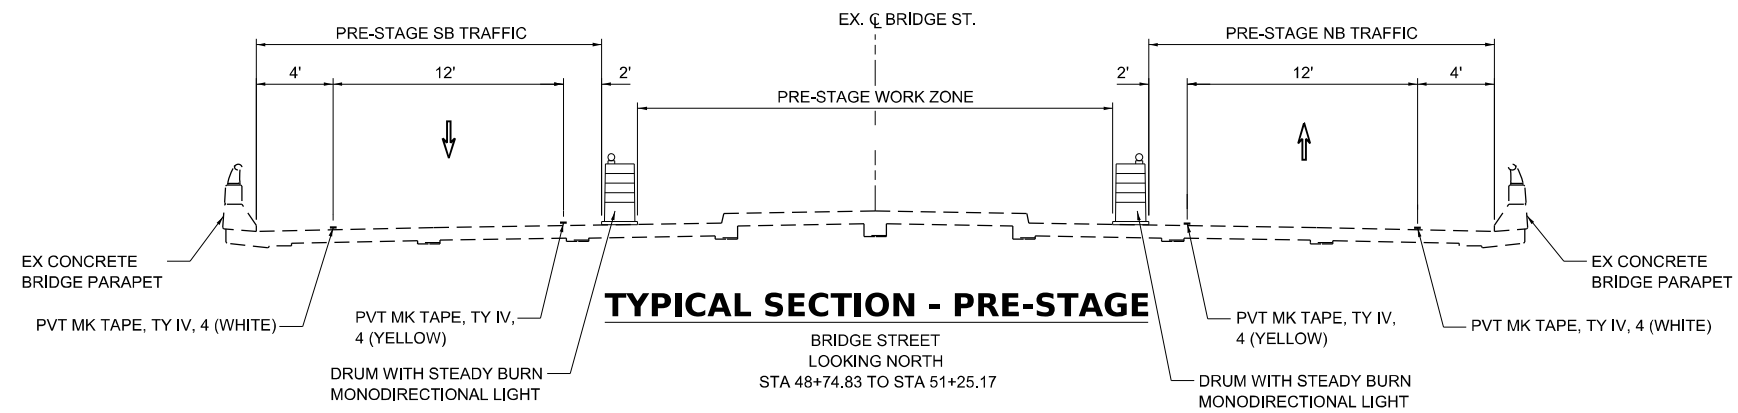 EX. ℄ BRIDGE ST.
PRE-STAGE SB TRAFFIC
PRE-STAGE NB TRAFFIC
4'
12'
2'
2'
12'
4'
PRE-STAGE WORK ZONE
EX CONCRETE
BRIDGE PARAPET
EX CONCRETE
BRIDGE PARAPET
PVT MK TAPE, TY IV, 4 (WHITE)
PVT MK TAPE, TY IV,
4 (YELLOW)
DRUM WITH STEADY BURN
MONODIRECTIONAL LIGHT
TYPICAL SECTION - PRE-STAGE
BRIDGE STREET
LOOKING NORTH
STA 48+74.83 TO STA 51+25.17
PVT MK TAPE, TY IV,
4 (YELLOW)
PVT MK TAPE, TY IV, 4 (WHITE)
DRUM WITH STEADY BURN
MONODIRECTIONAL LIGHT